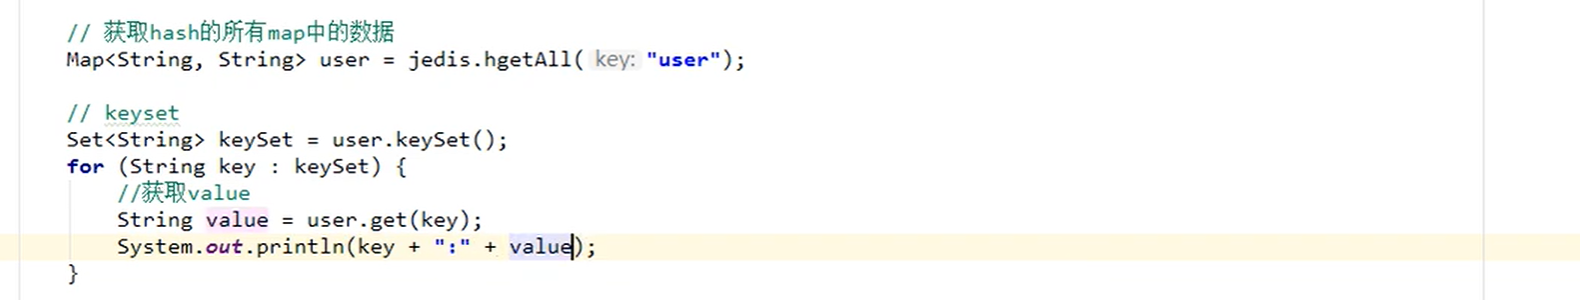 // 获取hash的所有map中的数据
Map<String, String> user = jedis.hgetAll( key: "user");
// keyset
Set<String> keySet = user.keySet();
for (String key : keySet) {
//获取value
String value = user.get(key);
System.out.println(key + ":" + value);
}